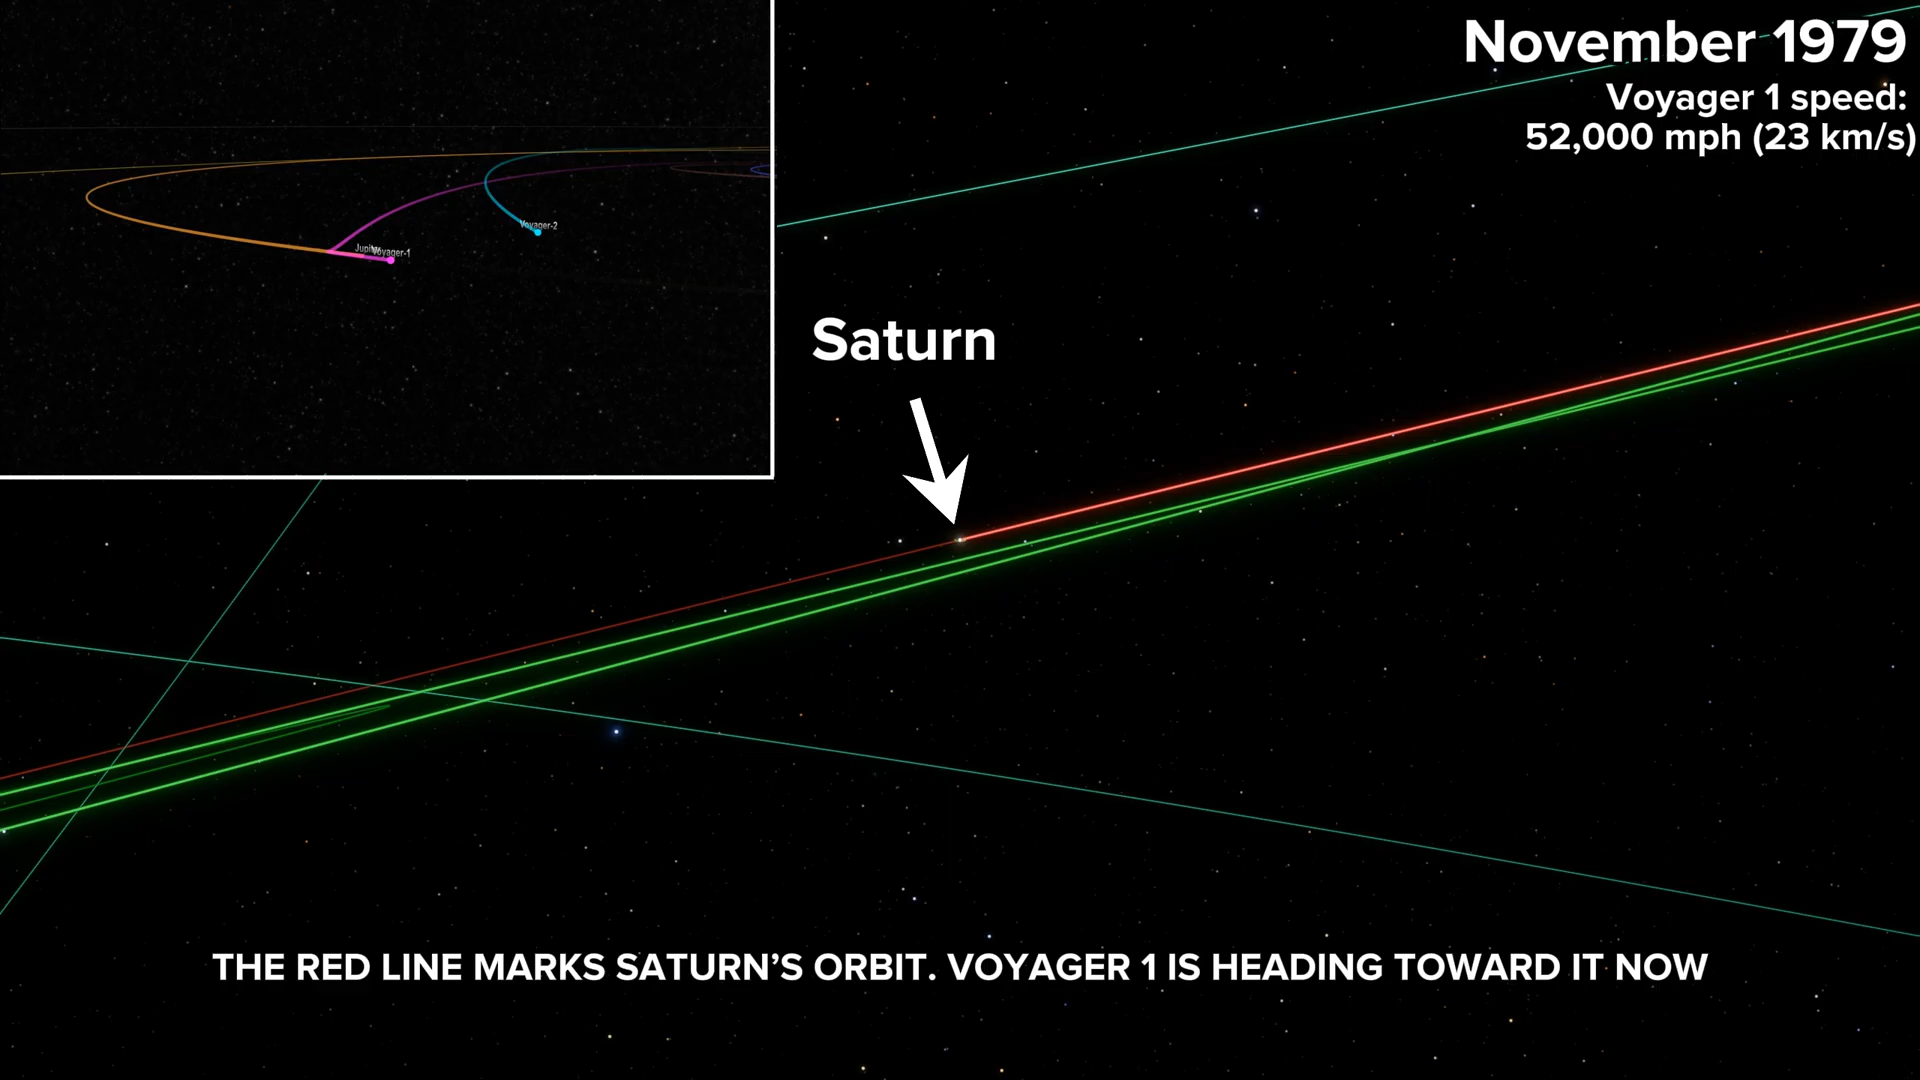 November 1979
Voyager 1 speed:
52,000 mph (23 km/s)
Voyager-2
Voyager-1
Saturn
THE RED LINE MARKS SATURN’S ORBIT. VOYAGER 1 IS HEADING TOWARD IT NOW